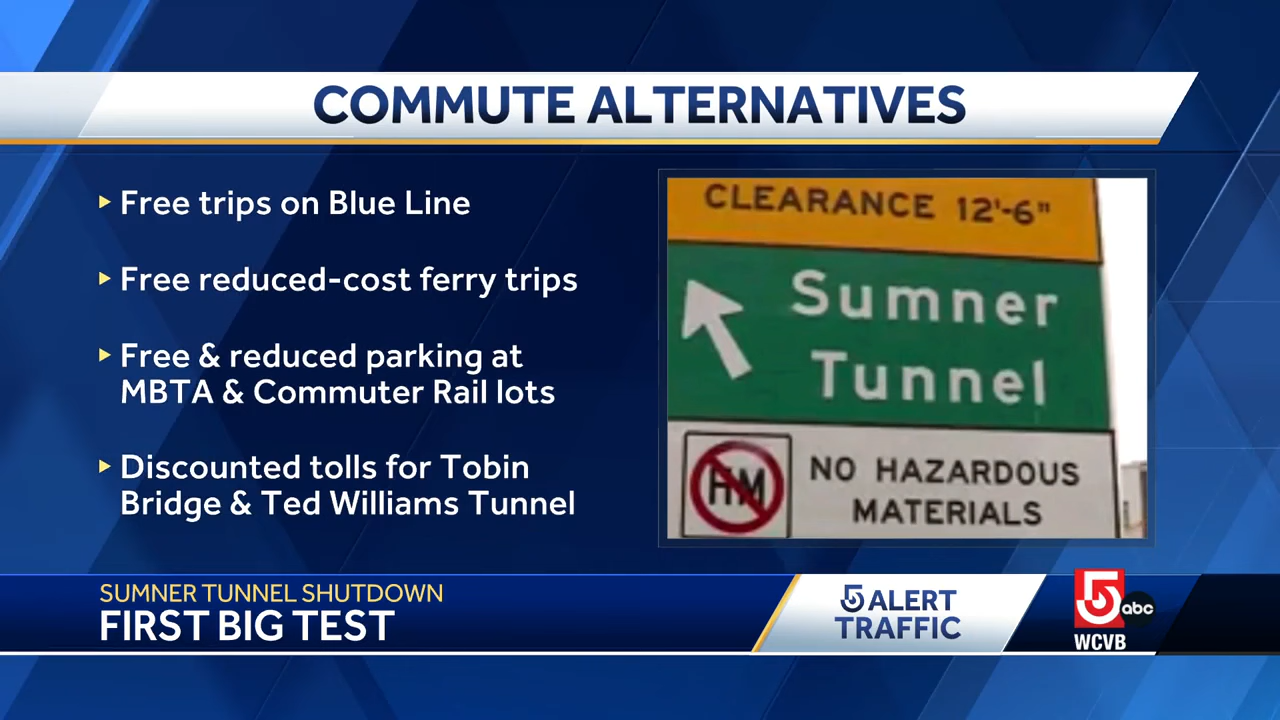 COMMUTE ALTERNATIVES
Free trips on Blue Line
Free reduced-cost ferry trips
Free & reduced parking at
MBTA & Commuter Rail lots
Discounted tolls for Tobin
Bridge & Ted Williams Tunnel
CLEARANCE 12'-6"
Sumner
Tunnel
HM
NO HAZARDOUS
MATERIALS
SUMNER TUNNEL SHUTDOWN
FIRST BIG TEST
5 ALERT
TRAFFIC
5 abc
WCVB